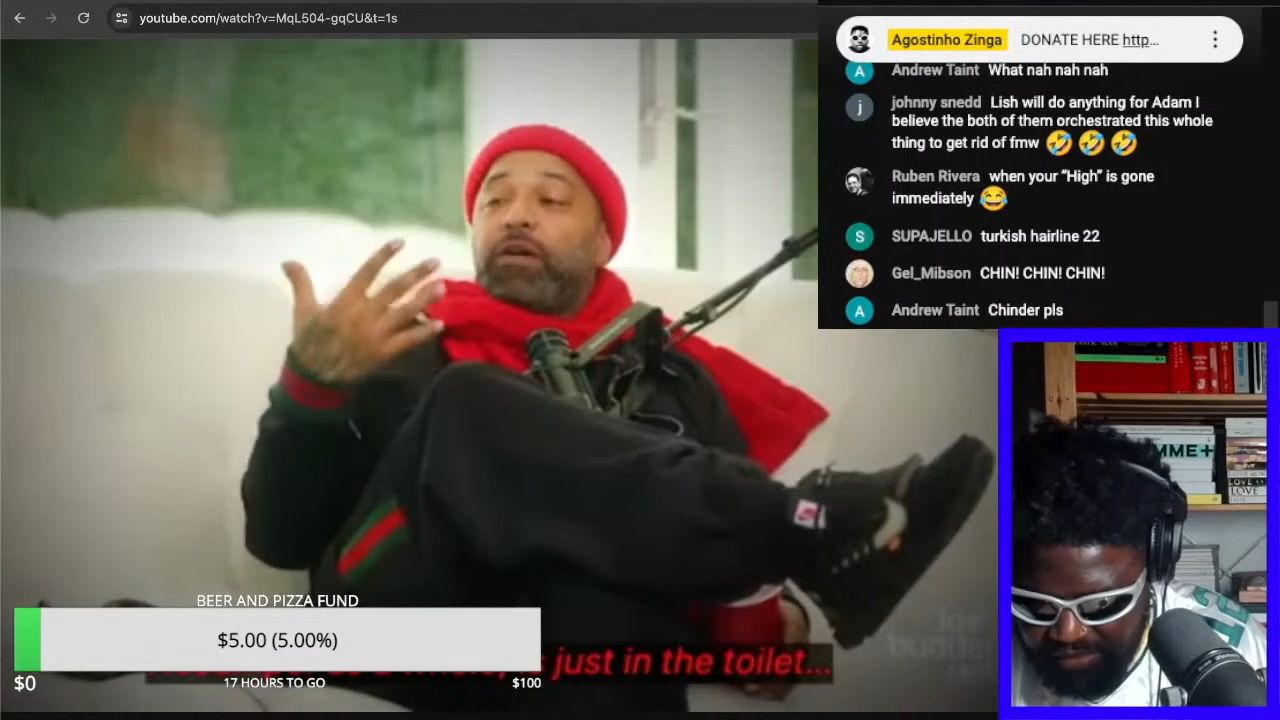 youtube.com/watch?v=MqL504-gqCU&t=1s
Agostinho Zinga DONATE HERE http...
Andrew Taint What nah nah nah
johnny snedd Lish will do anything for Adam I
believe the both of them orchestrated this whole
thing to get rid of fmw 🤣 🤣 🤣
Ruben Rivera when your “High” is gone
immediately 😂
SUPAJELLO turkish hairline 22
Gel_Mibson CHIN! CHIN! CHIN!
Andrew Taint Chinder pls
MME+
LOVE
LOVE
BEER AND PIZZA FUND
$5.00 (5.00%)
just in the toilet...
$0 17 HOURS TO GO $100